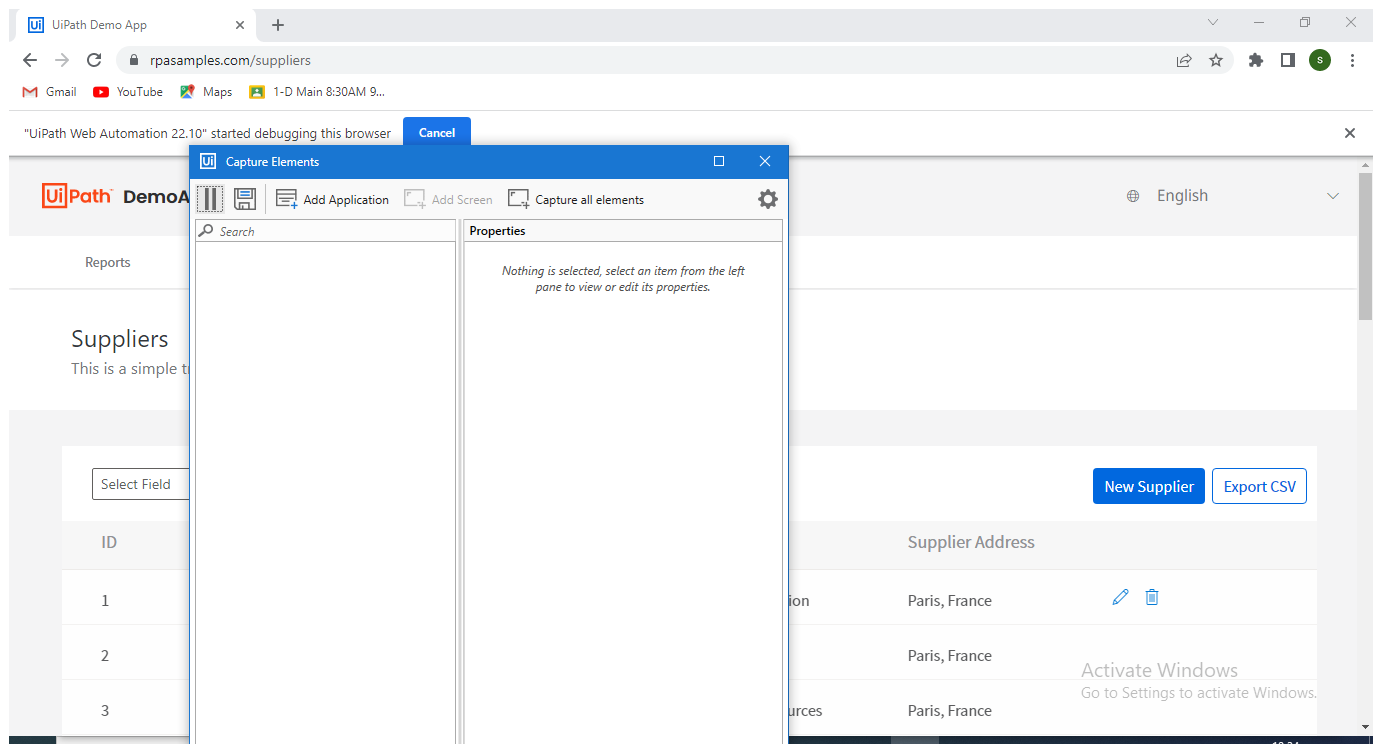 UiPath Demo App
rpasamples.com/suppliers
S
Gmail YouTube Maps 1-D Main 8:30AM 9...
"UiPath Web Automation 22.10" started debugging this browser Cancel
Ui Capture Elements
Add Application Add Screen Capture all elements
Search
Properties
Nothing is selected, select an item from the left
pane to view or edit its properties.
UiPath DemoA
English
Reports
Suppliers
This is a simple
Select Field
New Supplier Export CSV
ID Supplier Address
1 ion Paris, France
2 Paris, France
3 urces Paris, France
Activate Windows
Go to Settings to activate Windows.